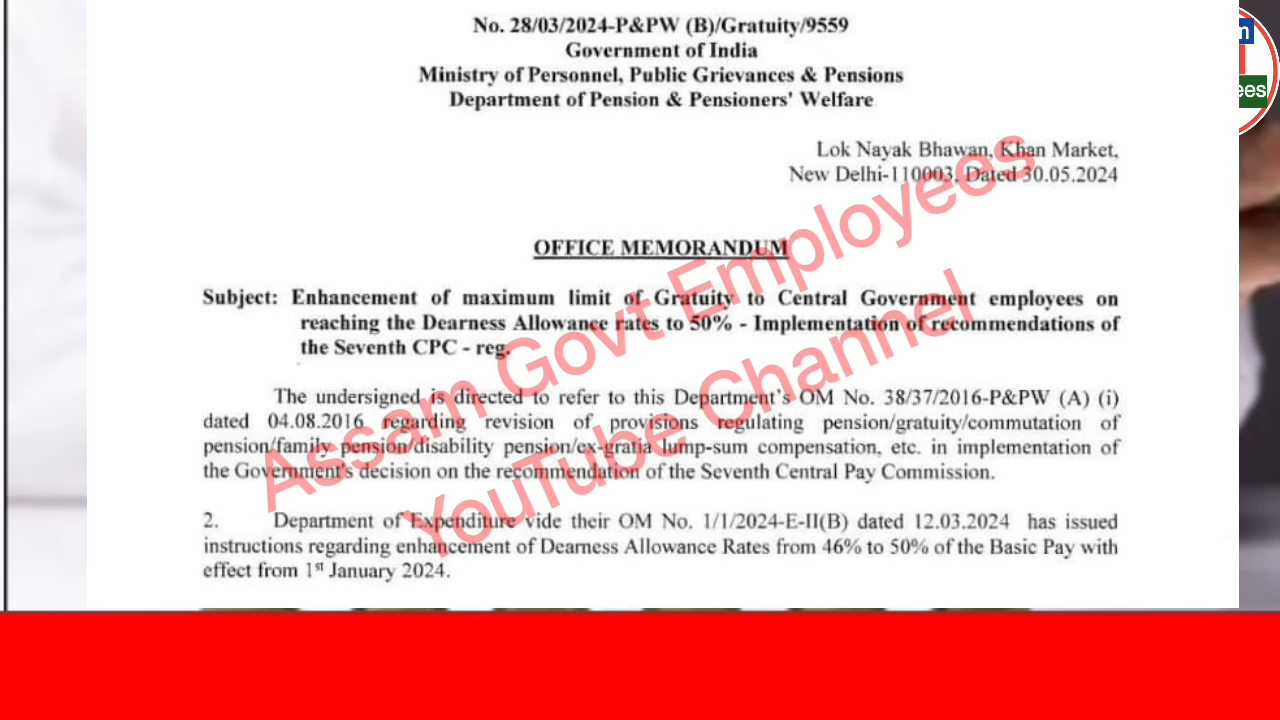 No. 28/03/2024-P&PW (B)/Gratuity/9559
Government of India
Ministry of Personnel, Public Grievances & Pensions
Department of Pension & Pensioners' Welfare
Lok Nayak Bhawan, Khan Market,
New Delhi-110003, Dated 30.05.2024
OFFICE MEMORANDUM
Subject: Enhancement of maximum limit of Gratuity to Central Government employees on
reaching the Dearness Allowance rates to 50% - Implementation of recommendations of
the Seventh CPC - reg.
The undersigned is directed to refer to this Department's OM No. 38/37/2016-P&PW (A) (i)
dated 04.08.2016 regarding revision of provisions regulating pension/gratuity/commutation of
pension/family pension/disability pension/ex-gratia lump-sum compensation, etc. in implementation of
the Government's decision on the recommendation of the Seventh Central Pay Commission.
2. Department of Expenditure vide their OM No. 1/1/2024-E-II(B) dated 12.03.2024 has issued
instructions regarding enhancement of Dearness Allowance Rates from 46% to 50% of the Basic Pay with
effect from 1st January 2024.
Assam Govt Employees
YouTube Channel